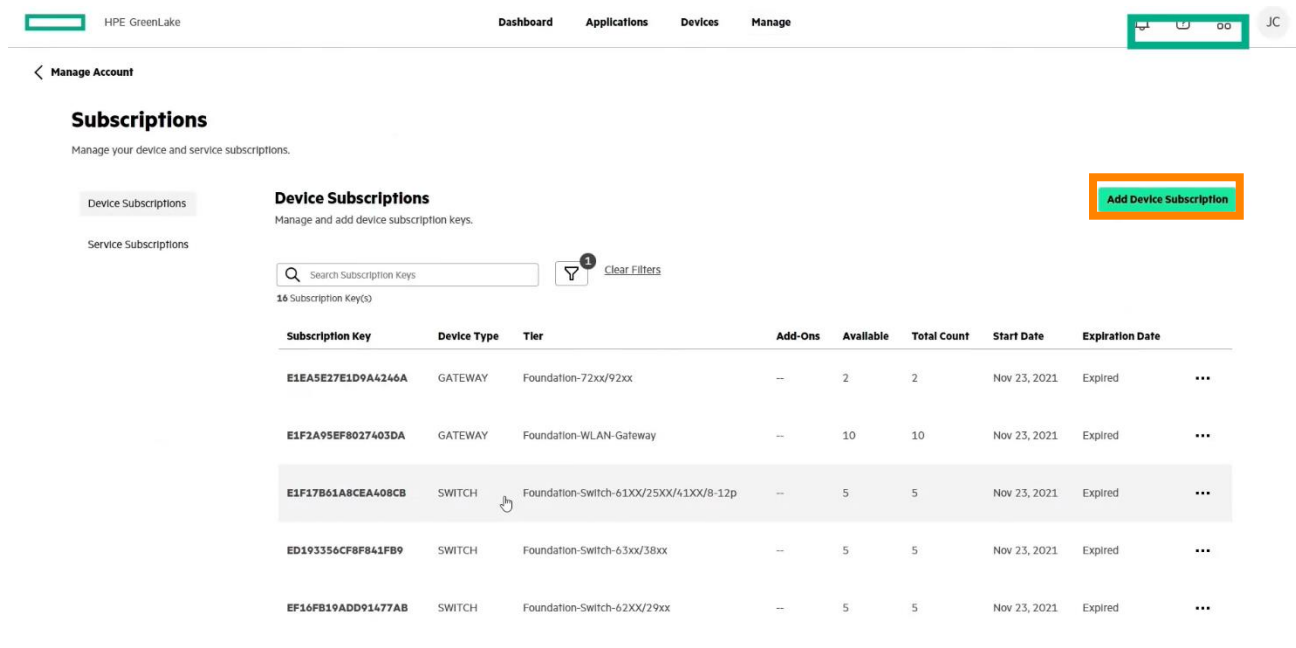 HPE GreenLake Dashboard Applications Devices Manage JC
Manage Account
Subscriptions
Manage your device and service subscriptions.
Device Subscriptions
Service Subscriptions
Device Subscriptions
Manage and add device subscription keys.
Add Device Subscription
Search Subscription Keys
1
Clear Filters
16 Subscription Key(s)
Subscription Key Device Type Tier Add-Ons Available Total Count Start Date Expiration Date
E1EA5E27E1D9A4246A GATEWAY Foundation-72xx/92xx -- 2 2 Nov 23, 2021 Expired
E1F2A95EF8027403DA GATEWAY Foundation-WLAN-Gateway -- 10 10 Nov 23, 2021 Expired
E1F17B61A8CEA408CB SWITCH Foundation-Switch-61XX/25XX/41XX/8-12p -- 5 5 Nov 23, 2021 Expired
ED193356CF8F841FB9 SWITCH Foundation-Switch-63xx/38xx -- 5 5 Nov 23, 2021 Expired
EF16FB19ADD91477AB SWITCH Foundation-Switch-62XX/29xx -- 5 5 Nov 23, 2021 Expired